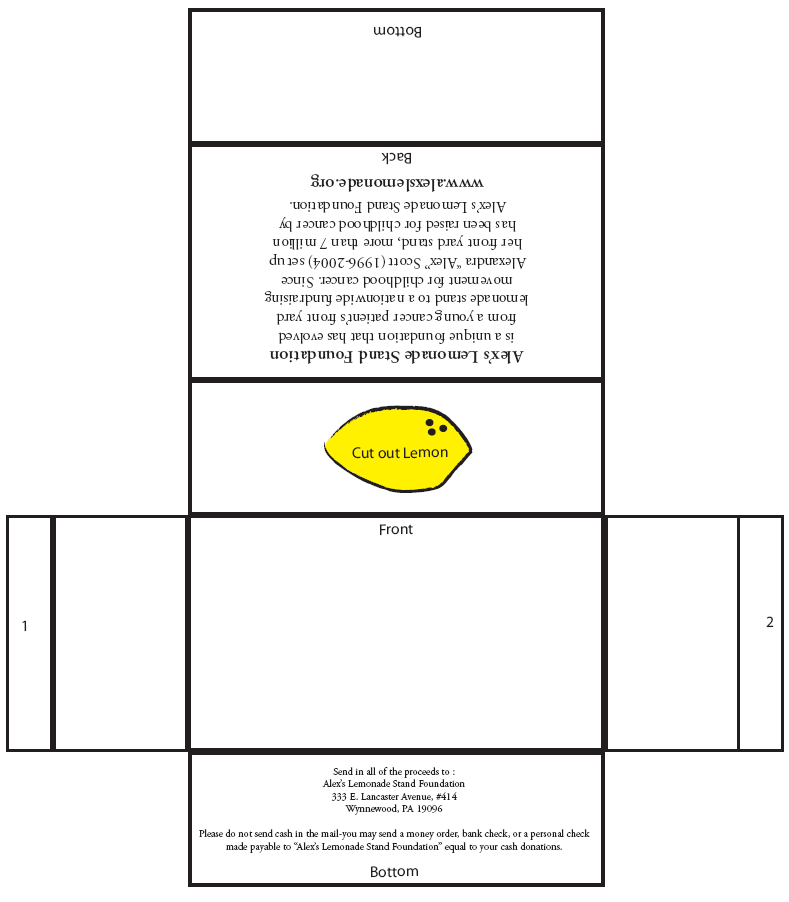 Bottom
Back
Alex's Lemonade Stand Foundation
is a unique foundation that has evolved
from a young cancer patient's front yard
lemonade stand to a nationwide fundraising
movement for childhood cancer. Since
Alexandra "Alex" Scott (1996-2004) set up
her front yard stand, more than 7 million
has been raised for childhood cancer by
Alex's Lemonade Stand Foundation.
www.alexslemonade.org
Cut out Lemon
Front
1
2
Send in all of the proceeds to :
Alex's Lemonade Stand Foundation
333 E. Lancaster Avenue, #414
Wynnewood, PA 19096
Please do not send cash in the mail-you may send a money order, bank check, or a personal check
made payable to "Alex's Lemonade Stand Foundation" equal to your cash donations.
Bottom